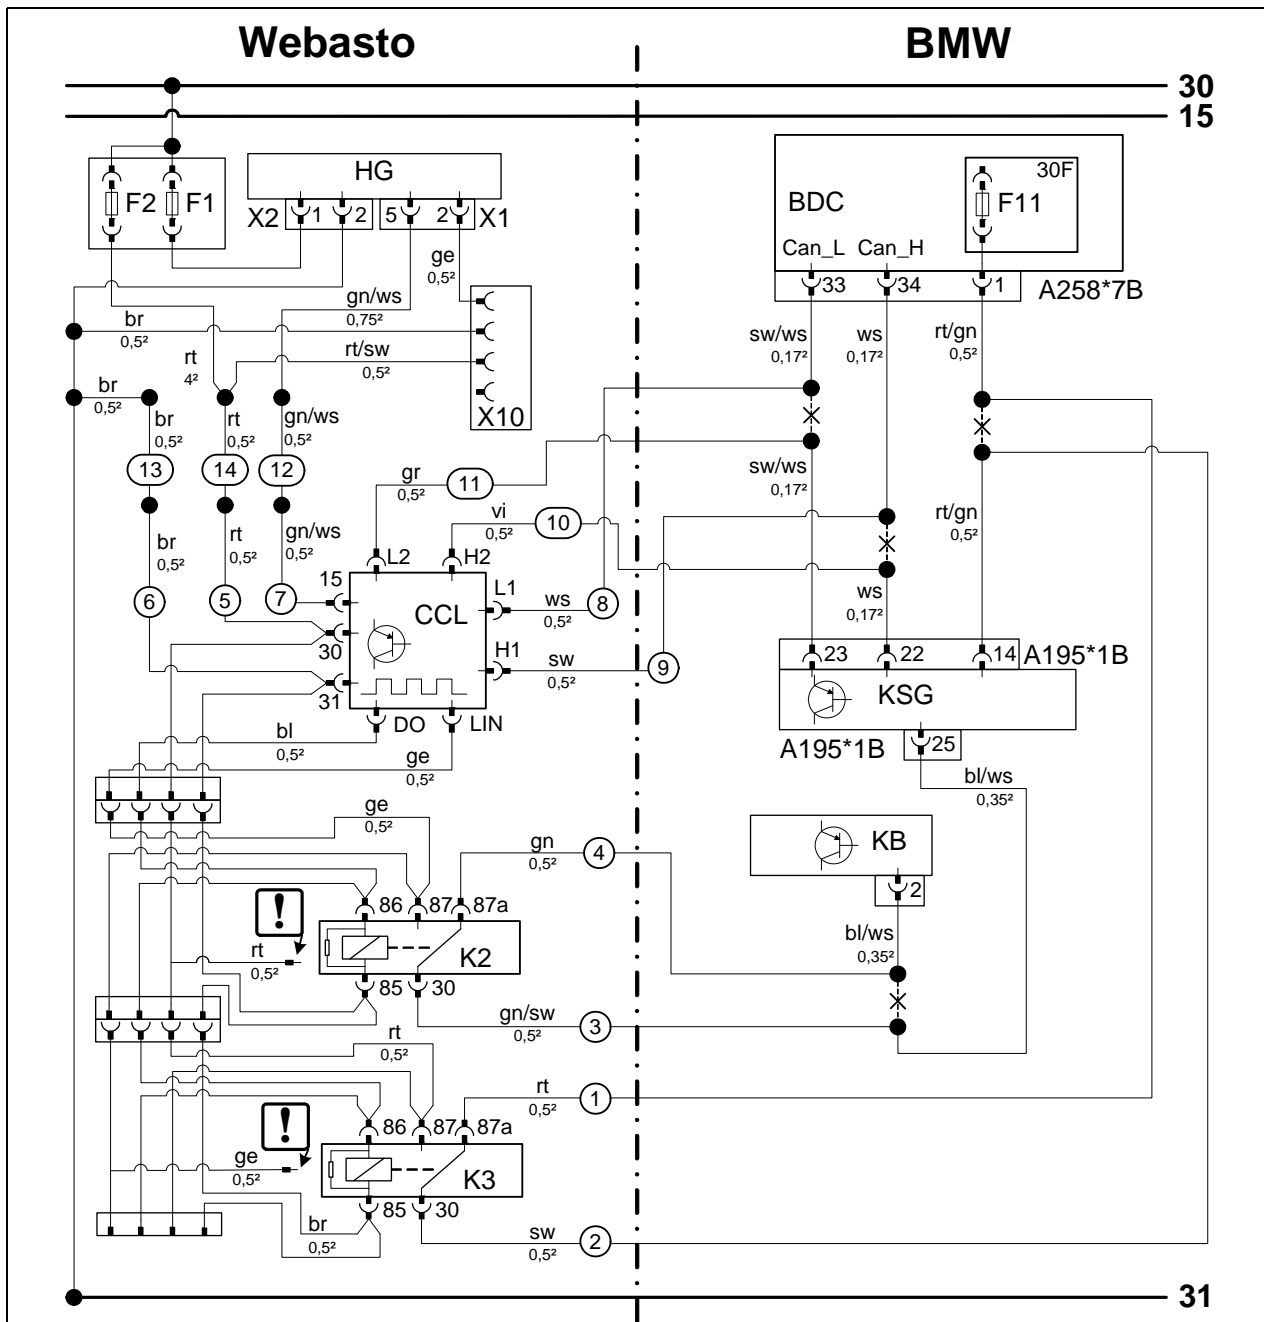 Webasto
BMW
30
15
HG
F2
F1
X2
1
2
5
2
X1
BDC
30F
F11
Can_L
Can_H
33
34
1
A258*7B
ge
0,5²
gn/ws
0,75²
br
0,5²
rt
4²
rt/sw
0,5²
X10
sw/ws
0,17²
ws
0,17²
rt/gn
0,5²
br
0,5²
br
0,5²
rt
0,5²
gn/ws
0,5²
13
14
12
gr
0,5²
11
sw/ws
0,17²
vi
0,5²
10
rt/gn
0,5²
br
0,5²
rt
0,5²
gn/ws
0,5²
L2
H2
15
L1
6
5
7
CCL
ws
0,5²
8
ws
0,17²
30
H1
sw
0,5²
9
31
DO
LIN
23
22
14
A195*1B
KSG
A195*1B
25
bl
0,5²
ge
0,5²
bl/ws
0,35²
ge
0,5²
gn
0,5²
4
KB
2
!
86
87
87a
rt
0,5²
K2
bl/ws
0,35²
85
30
gn/sw
0,5²
3
rt
0,5²
rt
0,5²
1
!
86
87
87a
ge
0,5²
K3
85
30
br
0,5²
sw
0,5²
2
31